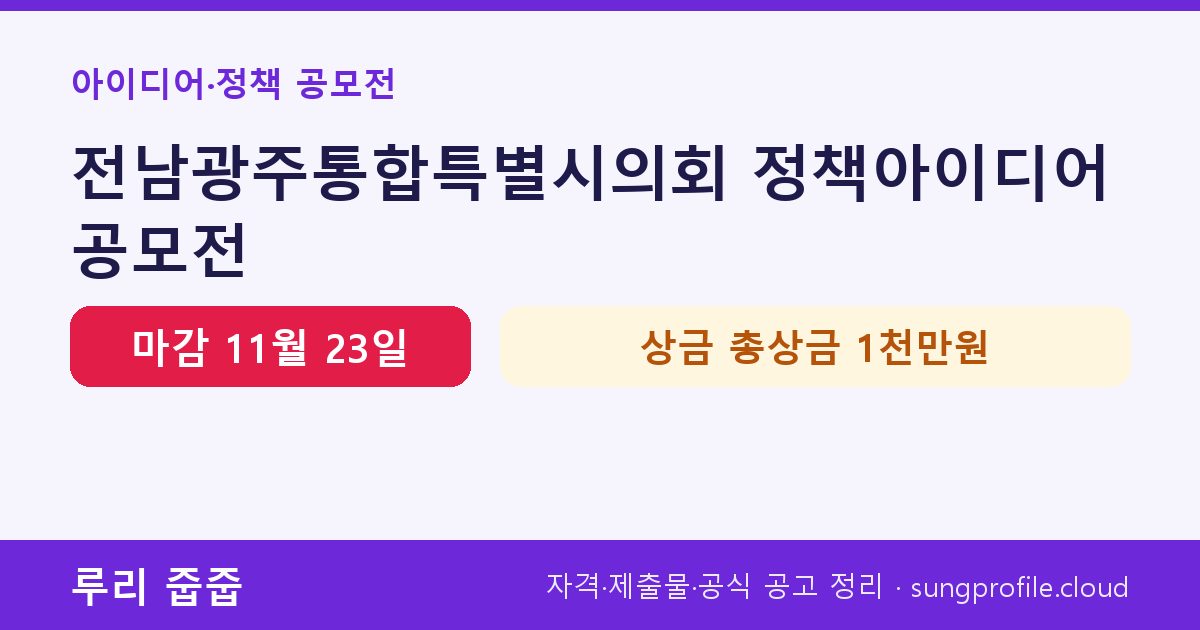 아이디어·정책 공모전
전남광주통합특별시의회 정책아이디어
공모전
마감 11월 23일
상금 총상금 1천만원
루리 줍줍
자격·제출물·공식 공고 정리 · sungprofile.cloud